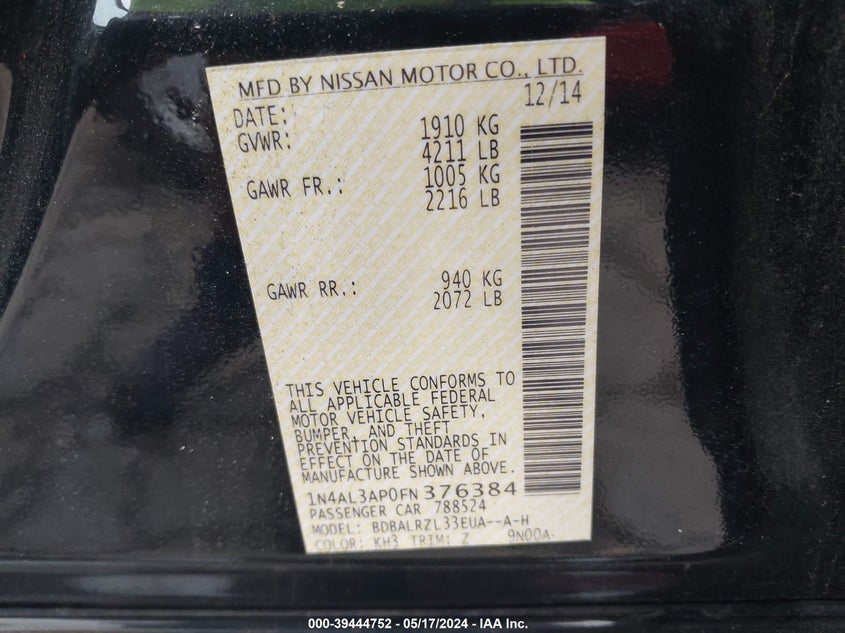 MFD BY NISSAN MOTOR CO., LTD.
DATE: 12/14
GVWR: 1910 KG
4211 LB
GAWR FR.: 1005 KG
2216 LB
GAWR RR.: 940 KG
2072 LB
THIS VEHICLE CONFORMS TO
ALL APPLICABLE FEDERAL
MOTOR VEHICLE SAFETY,
BUMPER, AND THEFT
PREVENTION STANDARDS IN
EFFECT ON THE DATE OF
MANUFACTURE SHOWN ABOVE.
1N4AL3AP0FN 376384
PASSENGER CAR 788524
MODEL: BDBALRZL33EUA--A-H
COLOR: KH3 TRIM: Z 9N00A
000-39444752 - 05/17/2024 - IAA Inc.